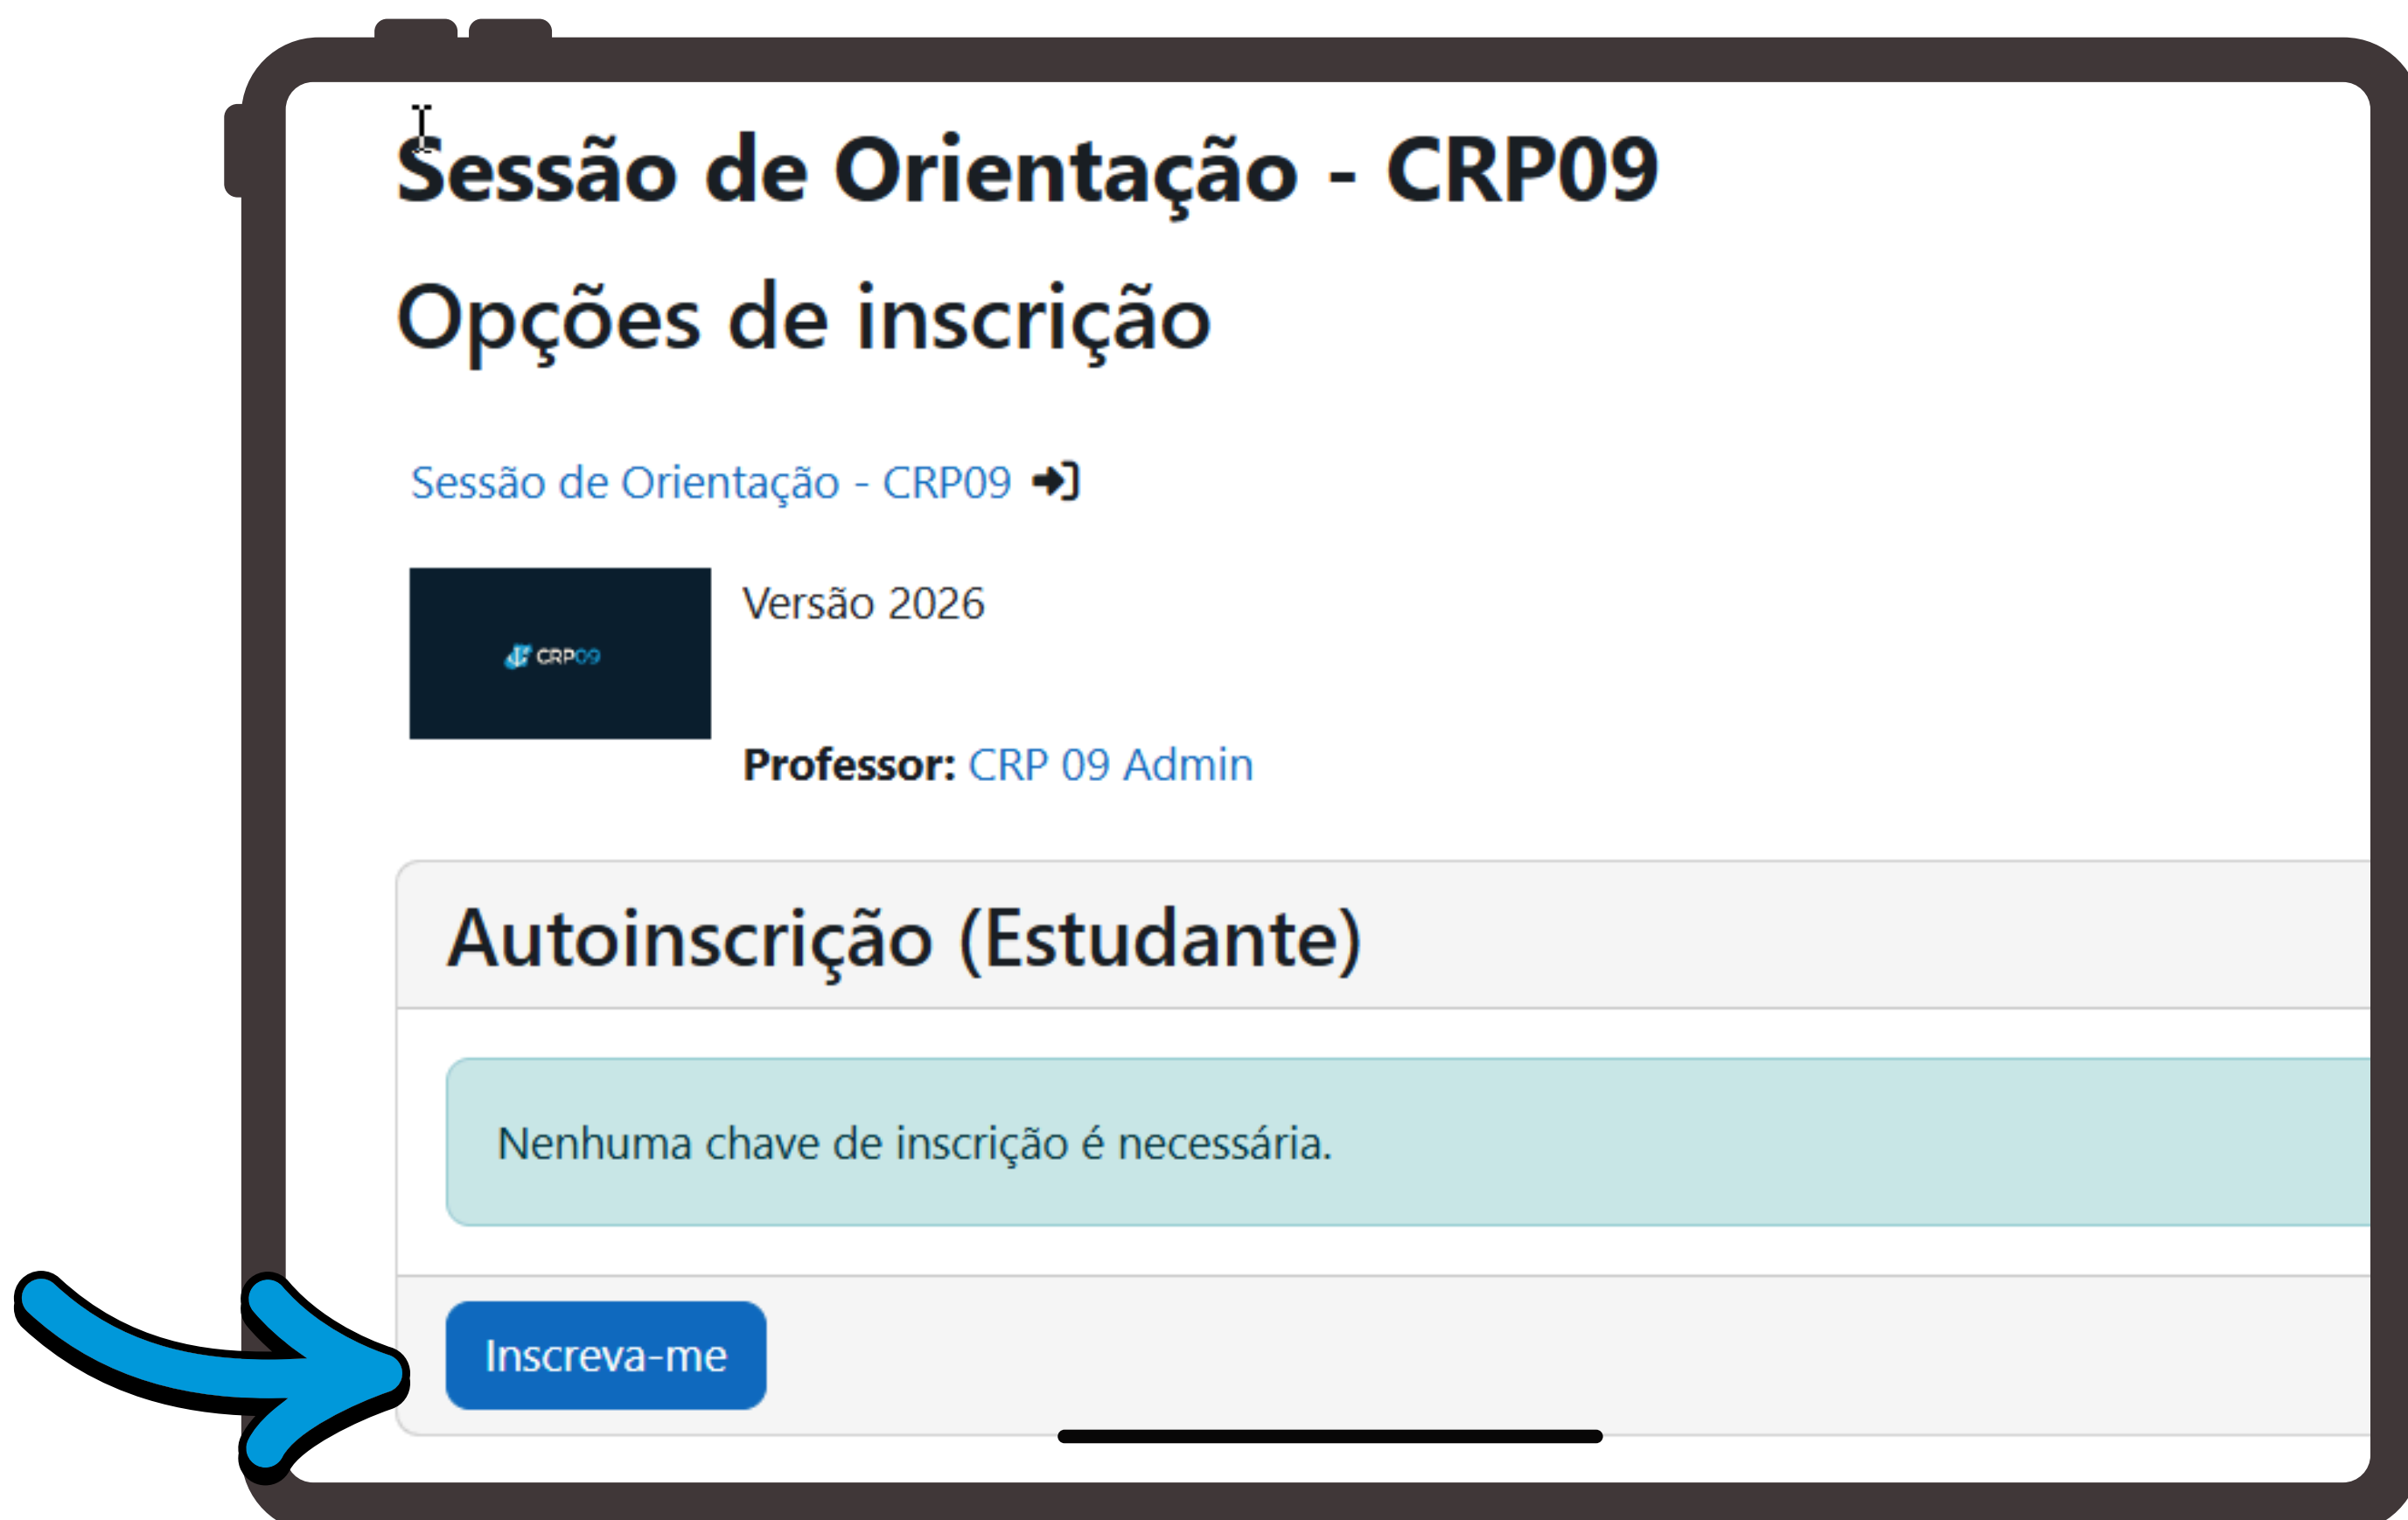 Sessão de Orientação - CRP09
Opções de inscrição
Sessão de Orientação - CRP09
CRP09
Versão 2026
Professor: CRP 09 Admin
Autoinscrição (Estudante)
Nenhuma chave de inscrição é necessária.
Inscreva-me